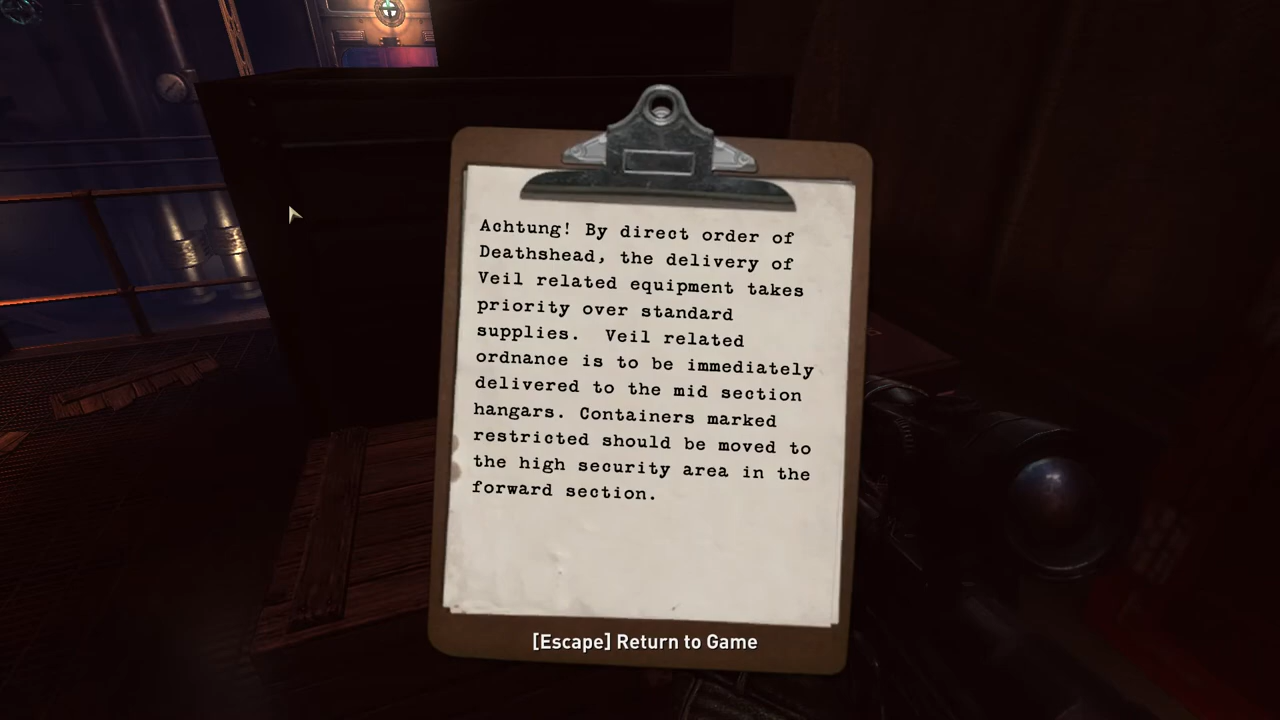 Achtung! By direct order of
Deathshead, the delivery of
Veil related equipment takes
priority over standard
supplies.  Veil related
ordnance is to be immediately
delivered to the mid section
hangars. Containers marked
restricted should be moved to
the high security area in the
forward section.
[Escape] Return to Game